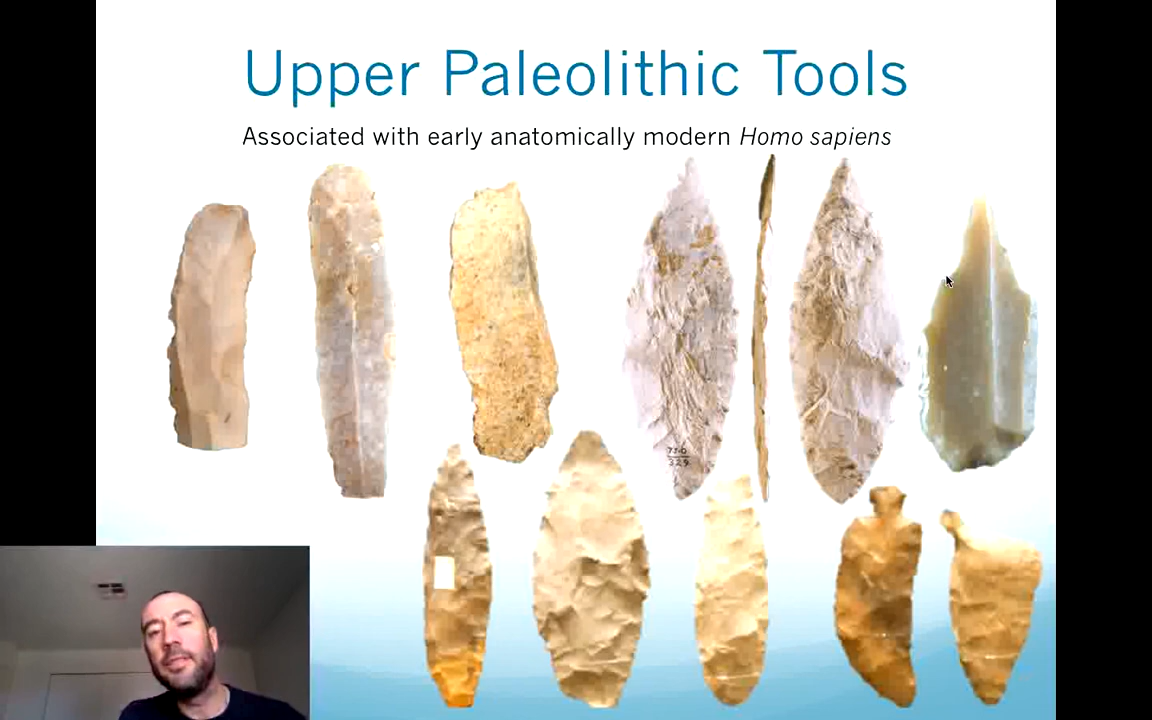 Upper Paleolithic Tools
Associated with early anatomically modern Homo sapiens